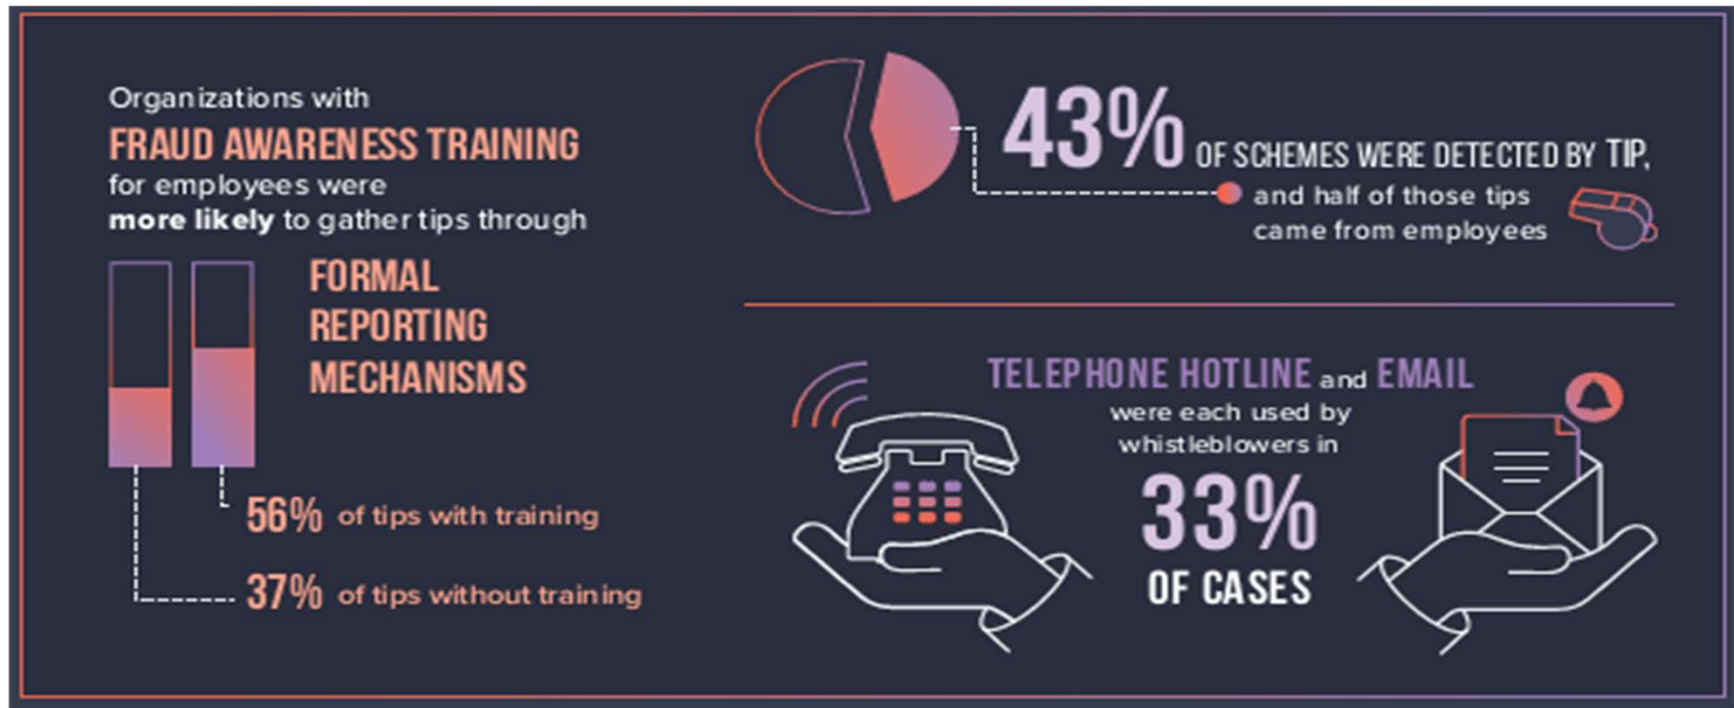 Organizations with
FRAUD AWARENESS TRAINING
for employees were
more likely to gather tips through
FORMAL
REPORTING
MECHANISMS
56% of tips with training
37% of tips without training
43% OF SCHEMES WERE DETECTED BY TIP,
and half of those tips
came from employees
TELEPHONE HOTLINE and EMAIL
were each used by
whistleblowers in
33%
OF CASES